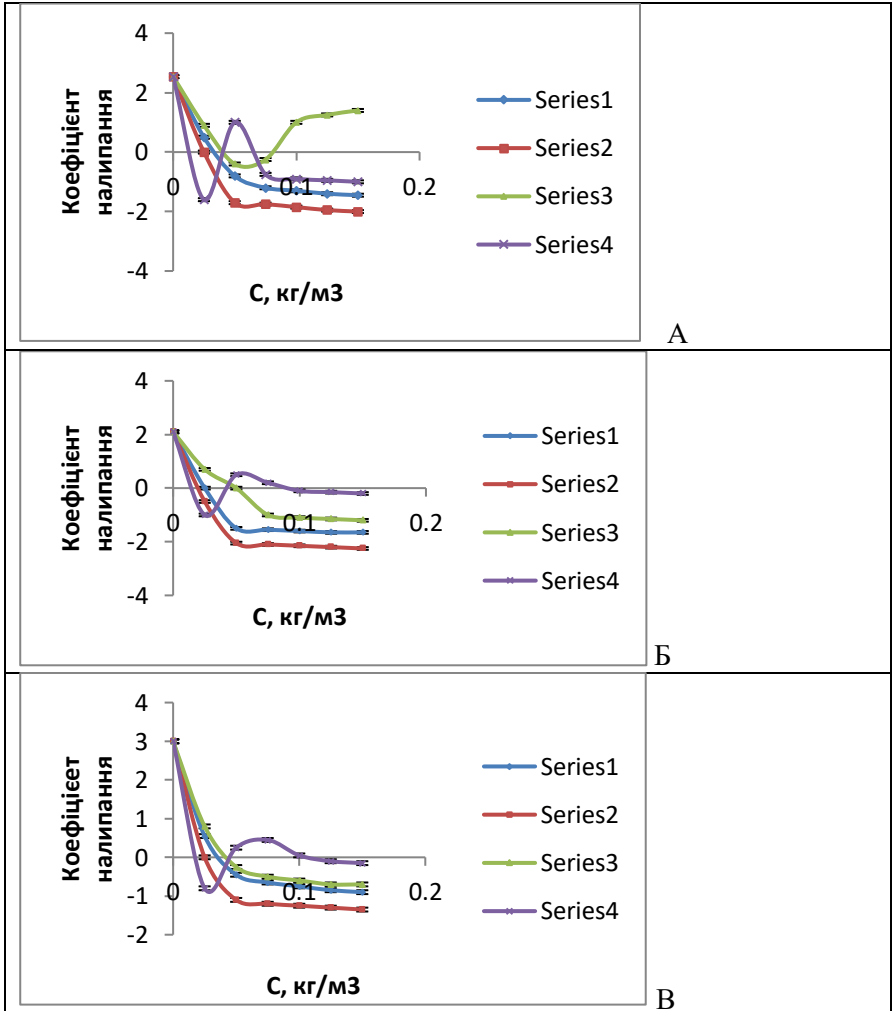 4
2
0
-2
-4
0
0.1
0.2
Коефіцієнт
налипання
С, кг/м3
Series1
Series2
Series3
Series4
А
4
2
0
-2
-4
0
0.1
0.2
Коефіцієнт
налипання
С, кг/м3
Series1
Series2
Series3
Series4
Б
4
3
2
1
0
-1
-2
0
0.1
0.2
Коефіцієет
налипання
С, кг/м3
Series1
Series2
Series3
Series4
В